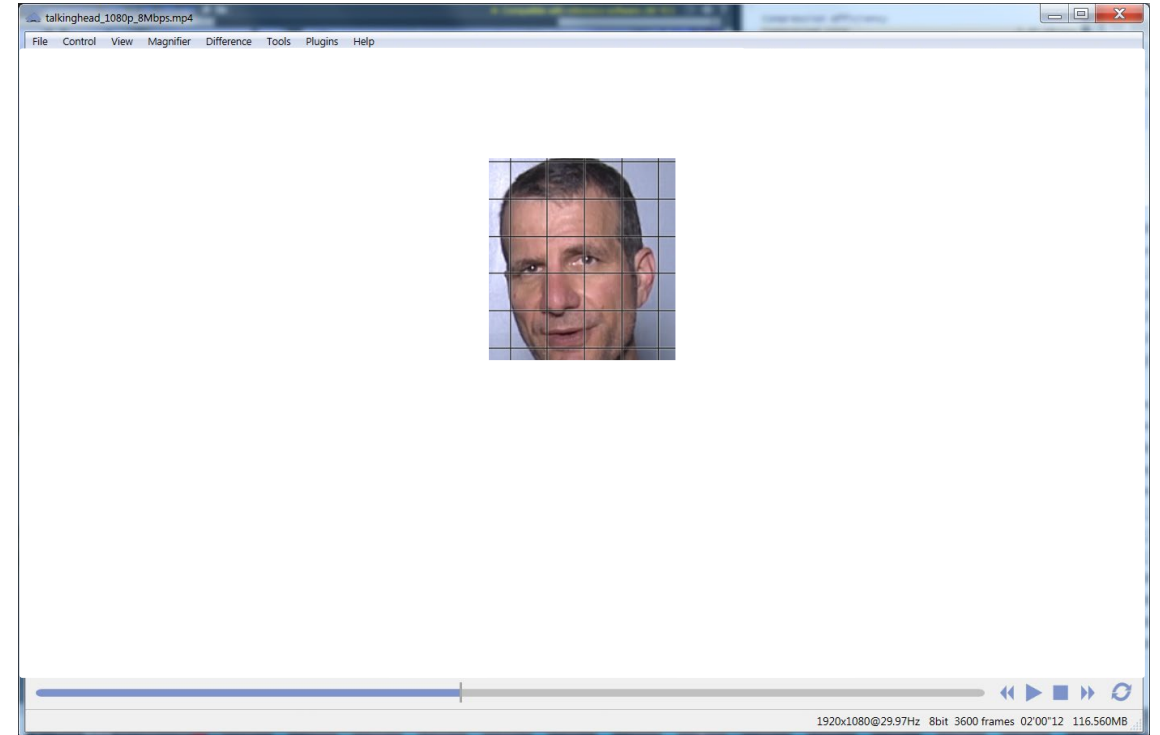 talkinghead_1080p_8Mbps.mp4
File Control View Magnifier Difference Tools Plugins Help
1920x1080@29.97Hz 8bit 3600 frames 02'00"12 116.560MB